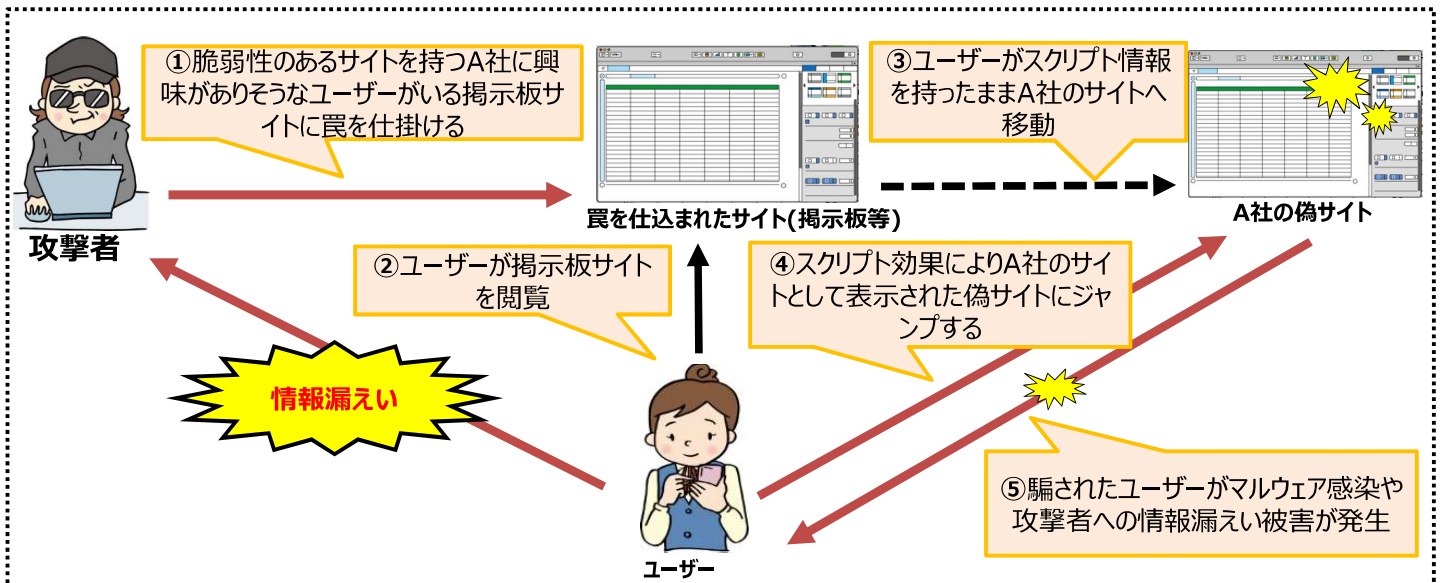 ①脆弱性のあるサイトを持つA社に興
味がありそうなユーザーがいる掲示板サ
イトに罠を仕掛ける
③ユーザーがスクリプト情報
を持ったままA社のサイトへ
移動
攻撃者
罠を仕込まれたサイト(掲示板等)
A社の偽サイト
②ユーザーが掲示板サイト
を閲覧
④スクリプト効果によりA社のサイ
トとして表示された偽サイトにジャ
ンプする
情報漏えい
⑤騙されたユーザーがマルウェア感染や
攻撃者への情報漏えい被害が発生
ユーザー